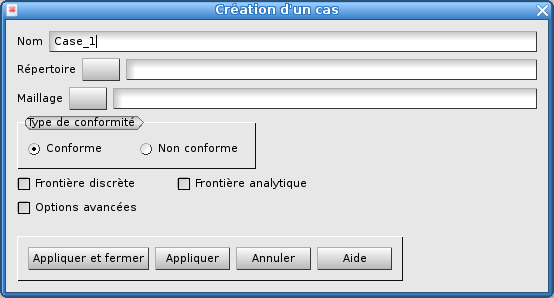 Création d'un cas
Nom Case_1
Répertoire
Maillage
Type de conformité
Conforme Non conforme
Frontière discrète Frontière analytique
Options avancées
Appliquer et fermer Appliquer Annuler Aide